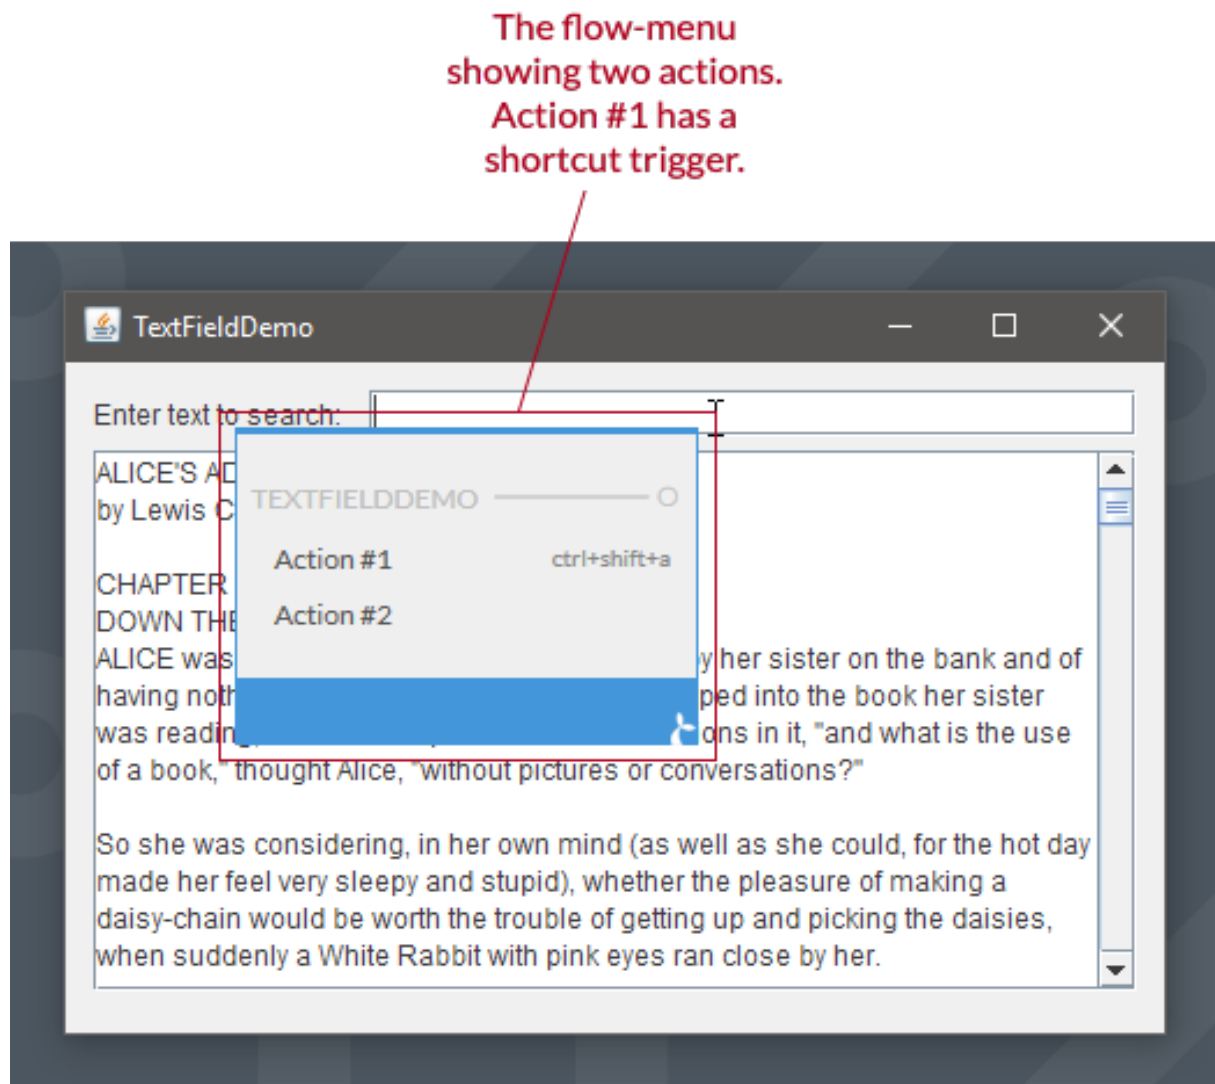 The flow-menu
showing two actions.
Action #1 has a
shortcut trigger.
TextFieldDemo
Enter text to search:
ALICE'S AD
by Lewis C
TEXTFIELDDEMO
Action #1 ctrl+shift+a
CHAPTER
DOWN THE
Action #2
ALICE was y her sister on the bank and of
having noth ped into the book her sister
was reading, ons in it, "and what is the use
of a book," thought Alice, "without pictures or conversations?"
So she was considering, in her own mind (as well as she could, for the hot day
made her feel very sleepy and stupid), whether the pleasure of making a
daisy-chain would be worth the trouble of getting up and picking the daisies,
when suddenly a White Rabbit with pink eyes ran close by her.